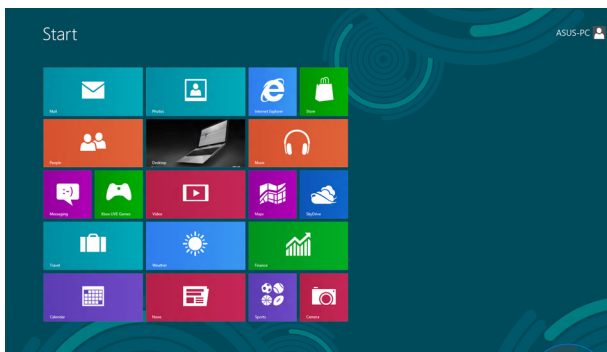 Start
ASUS-PC
Mail
Photos
Internet Explorer
Store
People
Desktop
Music
Messaging
Xbox LIVE Games
Video
Maps
SkyDrive
Travel
Weather
Finance
Calendar
News
Sports
Camera